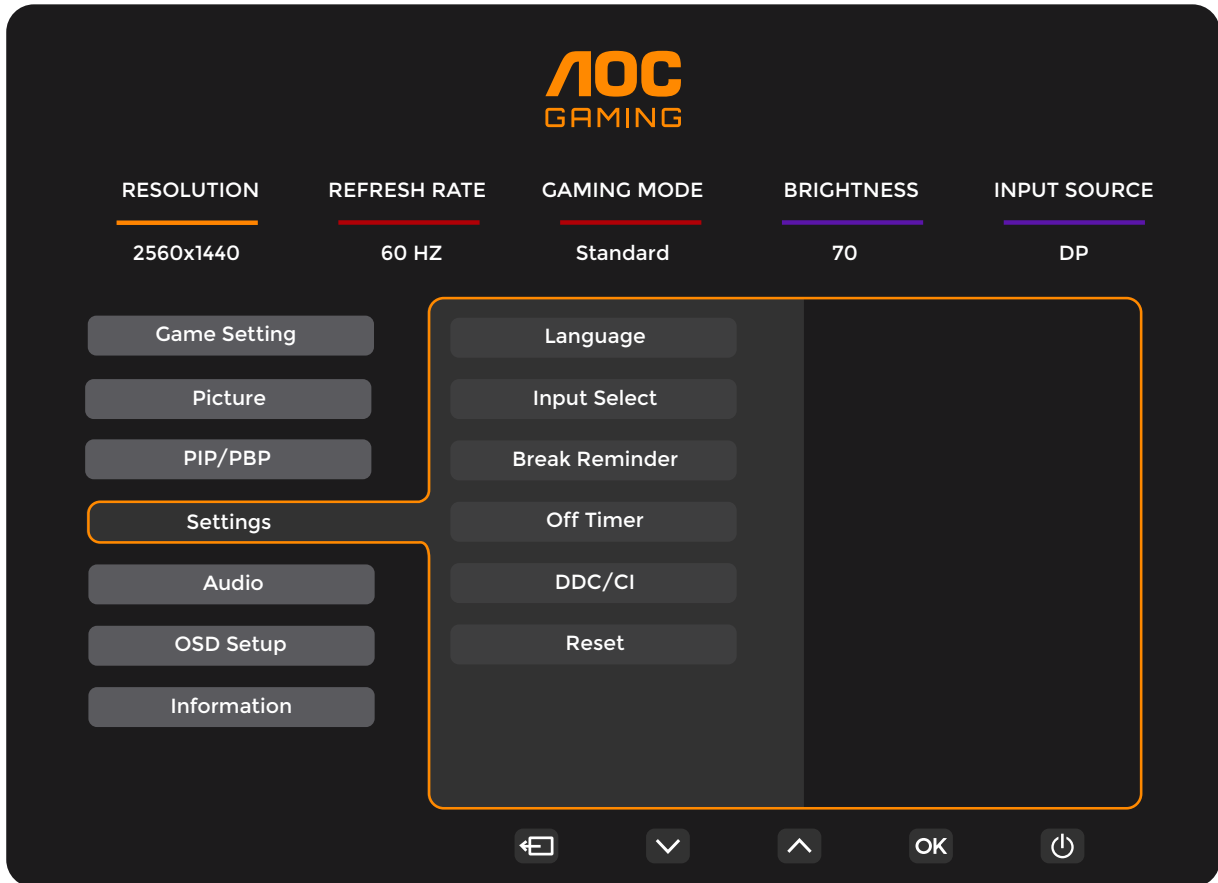 AOC
GAMING
RESOLUTION REFRESH RATE GAMING MODE BRIGHTNESS INPUT SOURCE
2560x1440 60 HZ Standard 70 DP
Game Setting
Picture
PIP/PBP
Settings
Audio
OSD Setup
Information
Language
Input Select
Break Reminder
Off Timer
DDC/CI
Reset
OK